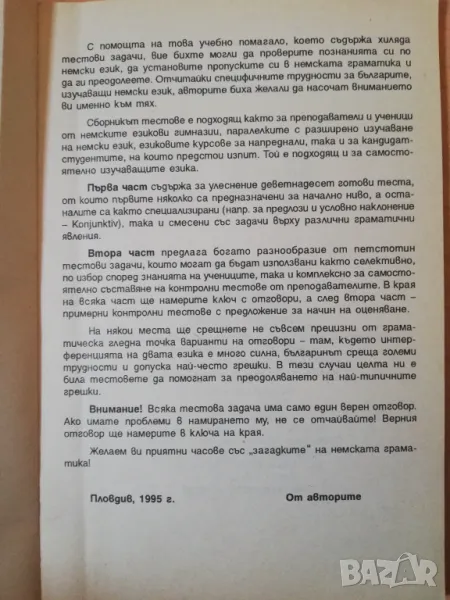 С помощта на това учебно помагало, което съдържа хиляда
тестови задачи, вие бихте могли да проверите познанията си по
немски език, да установите пропуските си в немската граматика и
да ги преодолеете. Отчитайки специфичните трудности за българите,
изучаващи немски език, авторите биха желали да насочат вниманието
ви именно към тях.
Сборникът тестове е подходящ както за преподаватели и ученици
от немските езикови гимназии, паралелките с разширено изучаване
на немски език, езиковите курсове за напреднали, така и за кандидат-
студентите, на които предстои изпит. Той е подходящ и за самосто-
ятелно изучаващите езика.
Първа част съдържа за улеснение деветнадесет готови теста,
от които първите няколко са предназначени за начално ниво, а оста-
налите са както специализирани (напр. за предлози и условно наклонение
– Konjunktiv), така и смесени със задачи върху различни граматични
явления.
Втора част предлага богато разнообразие от петстотин
тестови задачи, които могат да бъдат използвани както селективно,
по избор според знанията на учениците, така и комплексно за самосто-
ятелно съставяне на контролни тестове от преподавателите. В края
на всяка част ще намерите ключ с отговори, а след втора част –
примерни контролни тестове с предложение за начин на оценяване.
На някои места ще срещнете не съвсем прецизни от грама-
тическа гледна точка варианти на отговори – там, където интер-
ференцията на двата езика е много силна, българинът среща големи
трудности и допуска най-често грешки. В тези случаи целта ни е
била тестовете да помогнат за преодоляването на най-типичните
грешки.
Внимание! Всяка тестова задача има само един верен отговор.
Ако имате проблеми в намирането му, не се отчайвайте! Верния
отговор ще намерите в ключа на края.
Желаем ви приятни часове със „загадките" на немската грама-
тика!
Пловдив, 1995 г. От авторите
BAZAR.BG